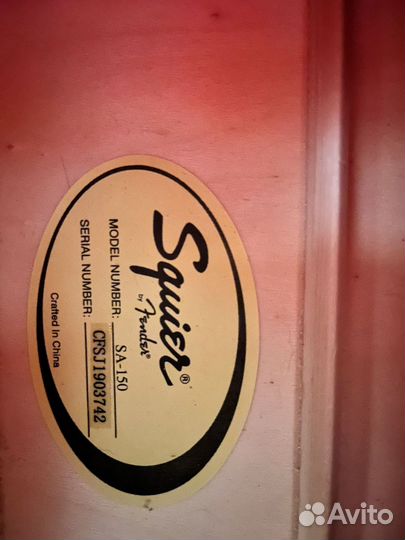 Squier®
by Fender®
MODEL NUMBER: SA-150
SERIAL NUMBER: CFSJ1903742
Crafted In China
Avito